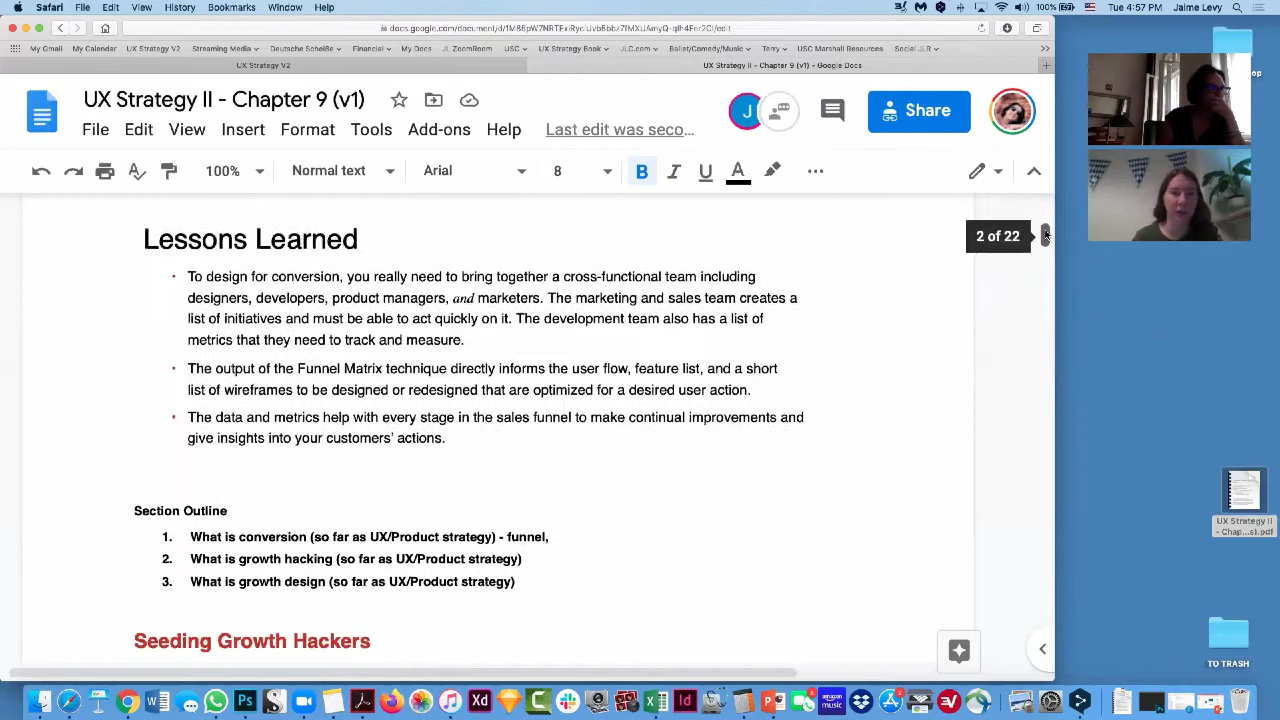 Safari File Edit View History Bookmarks Window Help 100% Tue 4:57 PM Jaime Levy
My Gmail My Calendar UX Strategy V2 Streaming Media Deutsche Scheiße Financial My Docs JL ZoomRoom USC UX Strategy Book JLC.com Ballet/Comedy/Music Terry USC Marshall Resources Social JLR
UX Strategy V2 UX Strategy II - Chapter 9 (v1) - Google Docs
UX Strategy II - Chapter 9 (v1)
Share
File Edit View Insert Format Tools Add-ons Help Last edit was seco...
100% Normal text Arial 8 B I U A
2 of 22
Lessons Learned
• To design for conversion, you really need to bring together a cross-functional team including
designers, developers, product managers, and marketers. The marketing and sales team creates a
list of initiatives and must be able to act quickly on it. The development team also has a list of
metrics that they need to track and measure.
• The output of the Funnel Matrix technique directly informs the user flow, feature list, and a short
list of wireframes to be designed or redesigned that are optimized for a desired user action.
• The data and metrics help with every stage in the sales funnel to make continual improvements and
give insights into your customers’ actions.
Section Outline
1. What is conversion (so far as UX/Product strategy) - funnel,
2. What is growth hacking (so far as UX/Product strategy)
3. What is growth design (so far as UX/Product strategy)
Seeding Growth Hackers
UX Strategy II
- Chap...s).pdf
TO TRASH